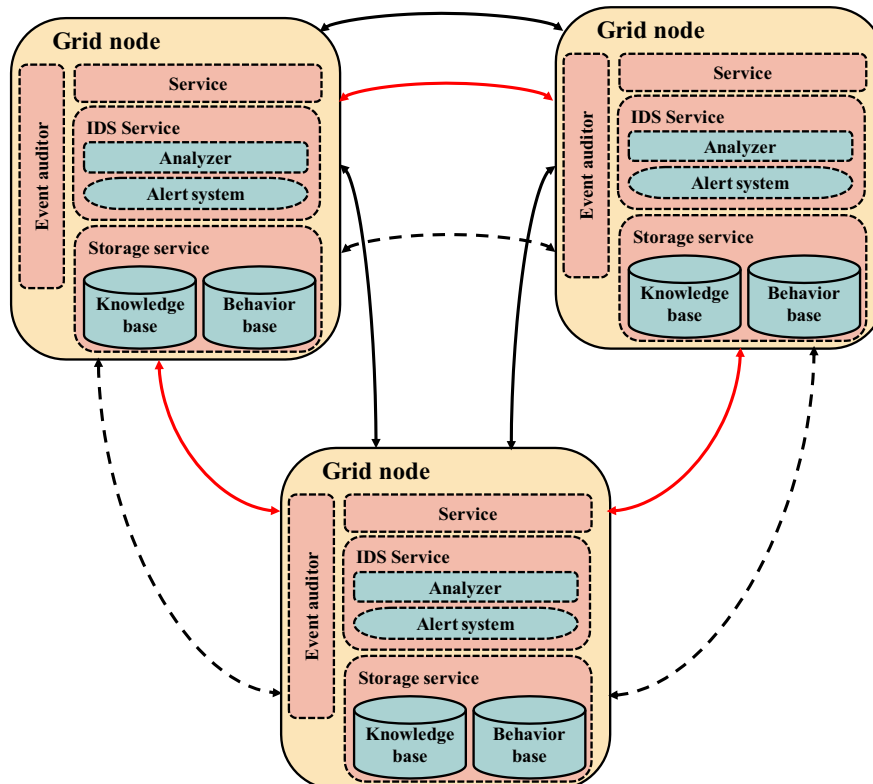 Grid node
Event auditor
Service
IDS Service
Analyzer
Alert system
Storage service
Knowledge
base
Behavior
base
Grid node
Event auditor
Service
IDS Service
Analyzer
Alert system
Storage service
Knowledge
base
Behavior
base
Grid node
Event auditor
Service
IDS Service
Analyzer
Alert system
Storage service
Knowledge
base
Behavior
base